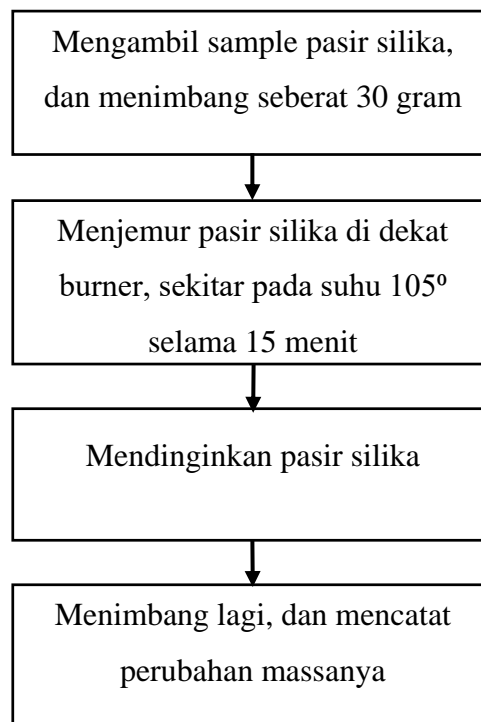 Mengambil sample pasir silika,
dan menimbang seberat 30 gram
Menjemur pasir silika di dekat
burner, sekitar pada suhu 105⁰
selama 15 menit
Mendinginkan pasir silika
Menimbang lagi, dan mencatat
perubahan massanya